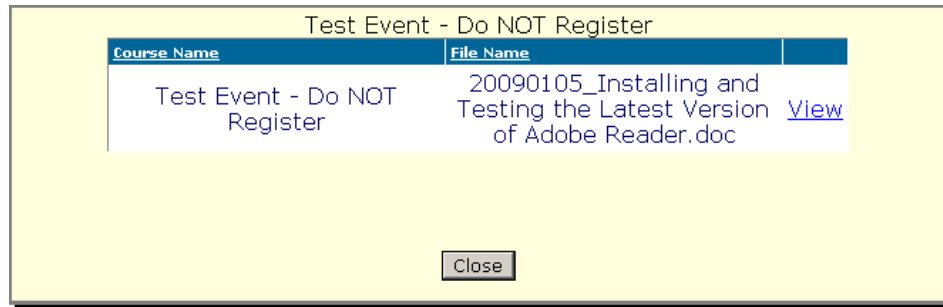 Test Event - Do NOT Register
Course Name File Name
Test Event - Do NOT
Register
20090105_Installing and
Testing the Latest Version
of Adobe Reader.doc
View
Close